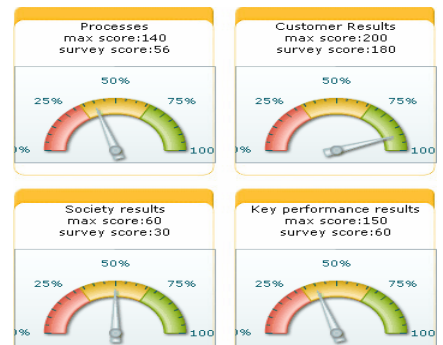 Processes
max score:140
survey score:56
50%
25% 75%
% 100
Customer Results
max score:200
survey score:180
50%
25% 75%
% 100
Society results
max score:60
survey score:30
50%
25% 75%
% 100
Key performance results
max score:150
survey score:60
50%
25% 75%
% 100